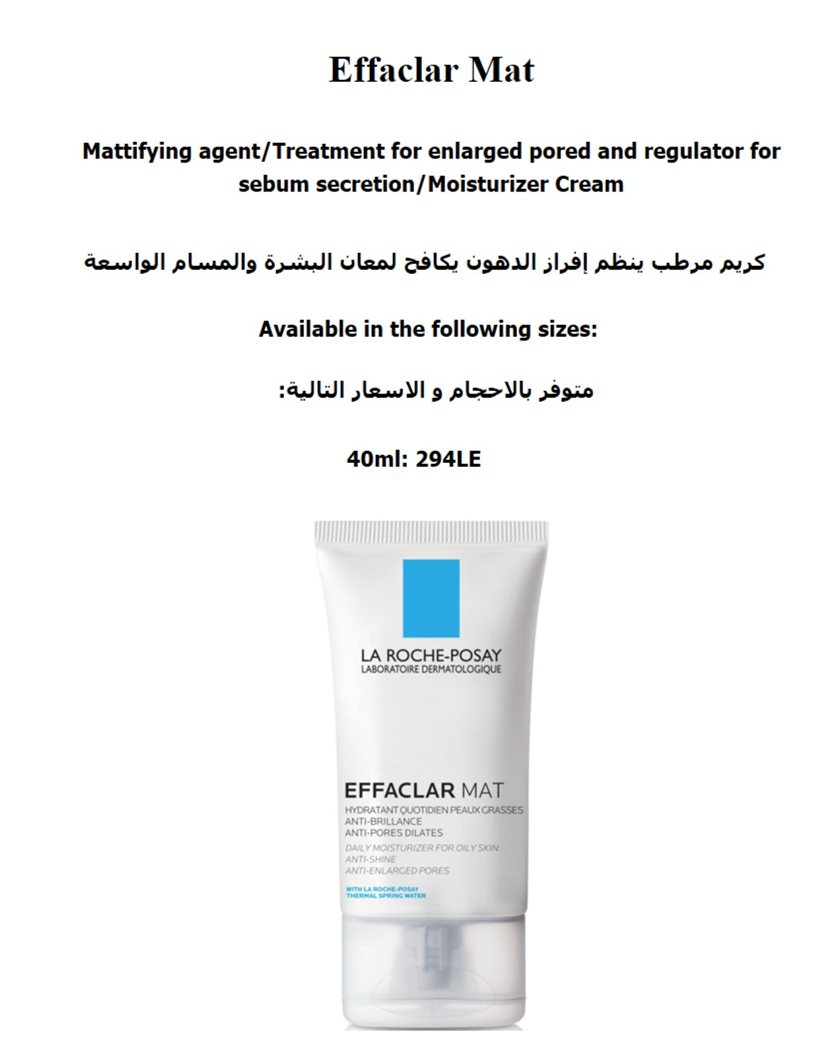 Effaclar Mat
Mattifying agent/Treatment for enlarged pored and regulator for
sebum secretion/Moisturizer Cream
كريم مرطب ينظم إفراز الدهون يكافح لمعان البشرة والمسام الواسعة
Available in the following sizes:
متوفر بالاحجام و الاسعار التالية:
40ml: 294LE
LA ROCHE-POSAY
LABORATOIRE DERMATOLOGIQUE
EFFACLAR MAT
HYDRATANT QUOTIDIEN PEAUX GRASSES
ANTI-BRILLANCE
ANTI-PORES DILATES
DAILY MOISTURIZER FOR OILY SKIN
ANTI-SHINE
ANTI-ENLARGED PORES
WITH LA ROCHE-POSAY
THERMAL SPRING WATER